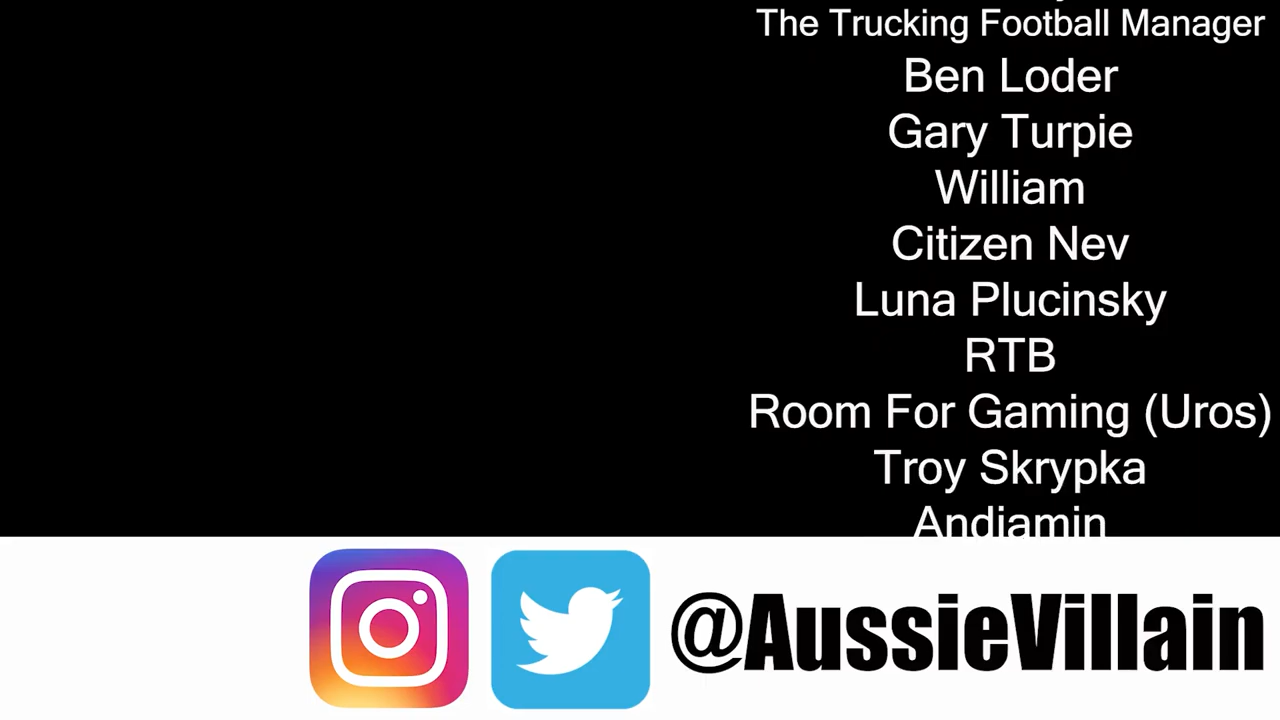 The Trucking Football Manager
Ben Loder
Gary Turpie
William
Citizen Nev
Luna Plucinsky
RTB
Room For Gaming (Uros)
Troy Skrypka
Andiamin
@AussieVillain